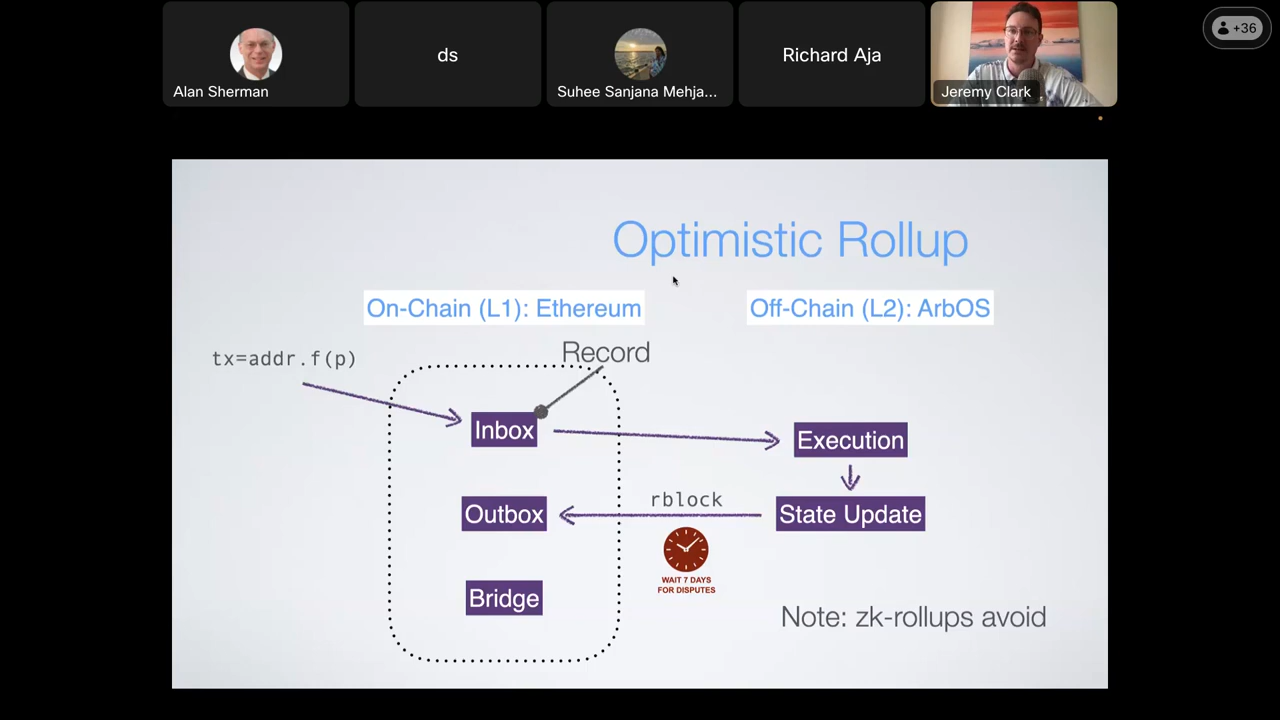 +36
Alan Sherman
ds
Suhee Sanjana Mehja...
Richard Aja
Jeremy Clark
Optimistic Rollup
On-Chain (L1): Ethereum
Off-Chain (L2): ArbOS
tx=addr.f(p)
Record
Inbox
Execution
rblock
Outbox
State Update
WAIT 7 DAYS
FOR DISPUTES
Bridge
Note: zk-rollups avoid